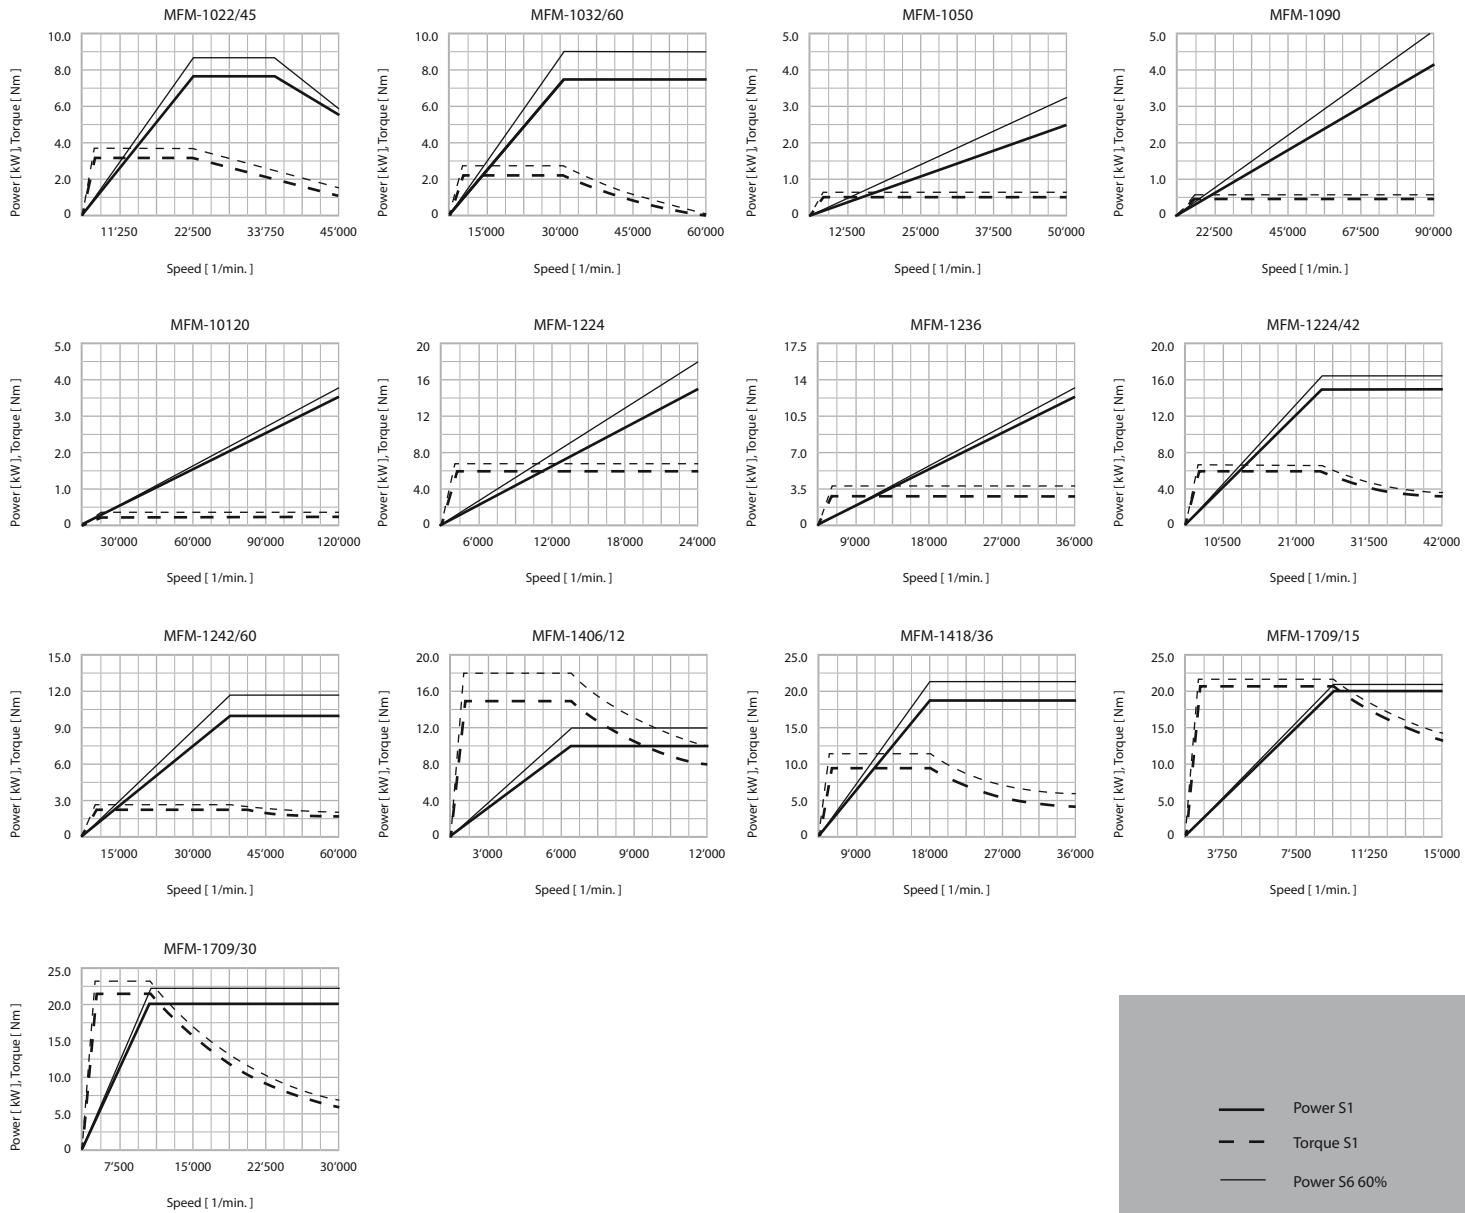 MFM-1022/45
Power [ kW ], Torque [ Nm ]
10.0
8.0
6.0
4.0
2.0
0
11‘250 22‘500 33‘750 45‘000
Speed [ 1/min. ]
MFM-1032/60
Power [ kW ], Torque [ Nm ]
10.0
8.0
6.0
4.0
2.0
0
15‘000 30‘000 45‘000 60‘000
Speed [ 1/min. ]
MFM-1050
Power [ kW ], Torque [ Nm ]
5.0
4.0
3.0
2.0
1.0
0
12‘500 25‘000 37‘500 50‘000
Speed [ 1/min. ]
MFM-1090
Power [ kW ], Torque [ Nm ]
5.0
4.0
3.0
2.0
1.0
0
22‘500 45‘000 67‘500 90‘000
Speed [ 1/min. ]
MFM-10120
Power [ kW ], Torque [ Nm ]
5.0
4.0
3.0
2.0
1.0
0
30‘000 60‘000 90‘000 120‘000
Speed [ 1/min. ]
MFM-1224
Power [ kW ], Torque [ Nm ]
20
16
12
8.0
4.0
0
6‘000 12‘000 18‘000 24‘000
Speed [ 1/min. ]
MFM-1236
Power [ kW ], Torque [ Nm ]
17.5
14
10.5
7.0
3.5
0
9‘000 18‘000 27‘000 36‘000
Speed [ 1/min. ]
MFM-1224/42
Power [ kW ], Torque [ Nm ]
20.0
16.0
12.0
8.0
4.0
0
10‘500 21‘000 31‘500 42‘000
Speed [ 1/min. ]
MFM-1242/60
Power [ kW ], Torque [ Nm ]
15.0
12.0
9.0
6.0
3.0
0
15‘000 30‘000 45‘000 60‘000
Speed [ 1/min. ]
MFM-1406/12
Power [ kW ], Torque [ Nm ]
20.0
16.0
12.0
8.0
4.0
0
3‘000 6‘000 9‘000 12‘000
Speed [ 1/min. ]
MFM-1418/36
Power [ kW ], Torque [ Nm ]
25.0
20.0
15.0
10.0
5.0
0
9‘000 18‘000 27‘000 36‘000
Speed [ 1/min. ]
MFM-1709/15
Power [ kW ], Torque [ Nm ]
25.0
20.0
15.0
10.0
5.0
0
3‘750 7‘500 11‘250 15‘000
Speed [ 1/min. ]
MFM-1709/30
Power [ kW ], Torque [ Nm ]
25.0
20.0
15.0
10.0
5.0
0
7‘500 15‘000 22‘500 30‘000
Speed [ 1/min. ]
Power S1
Torque S1
Power S6 60%